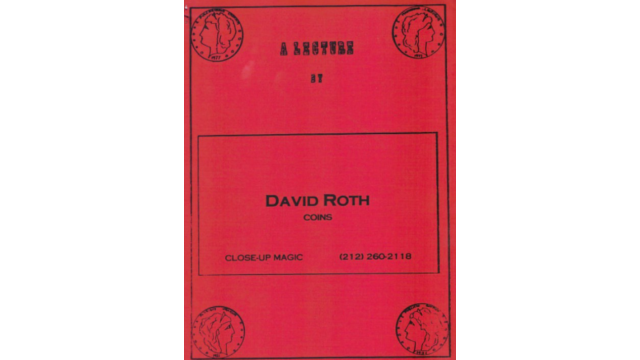 A LECTURE
BY
DAVID ROTH
COINS
CLOSE-UP MAGIC (212) 260-2118